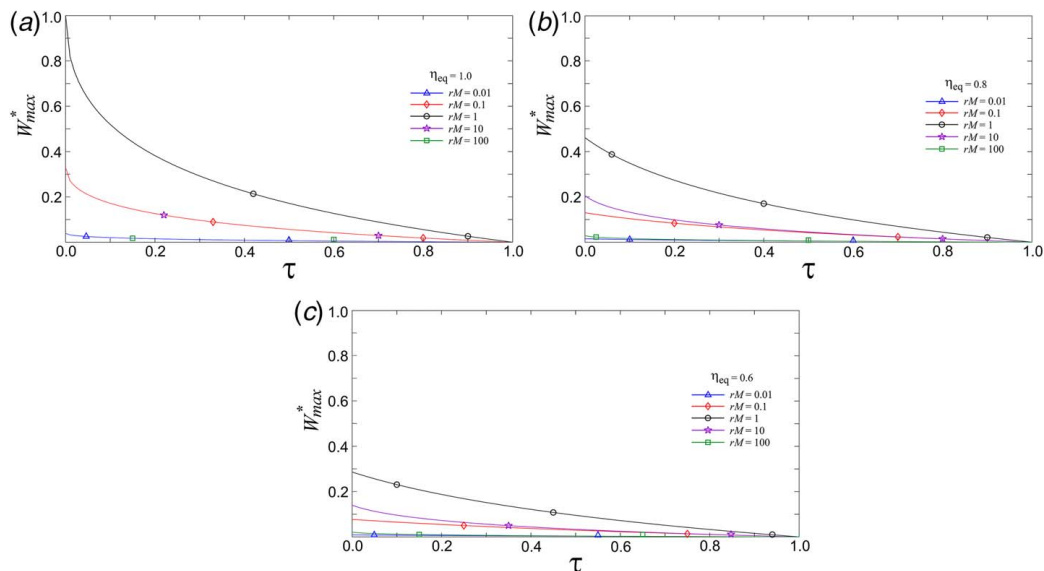 (a)
1.0
0.8
0.6
0.4
0.2
W*max
0.0 0.2 0.4 0.6 0.8 1.0
τ
ηeq = 1.0
rM = 0.01
rM = 0.1
rM = 1
rM = 10
rM = 100
(b)
1.0
0.8
0.6
0.4
0.2
W*max
0.0 0.2 0.4 0.6 0.8 1.0
τ
ηeq = 0.8
rM = 0.01
rM = 0.1
rM = 1
rM = 10
rM = 100
(c)
1.0
0.8
0.6
0.4
0.2
W*max
0.0 0.2 0.4 0.6 0.8 1.0
τ
ηeq = 0.6
rM = 0.01
rM = 0.1
rM = 1
rM = 10
rM = 100